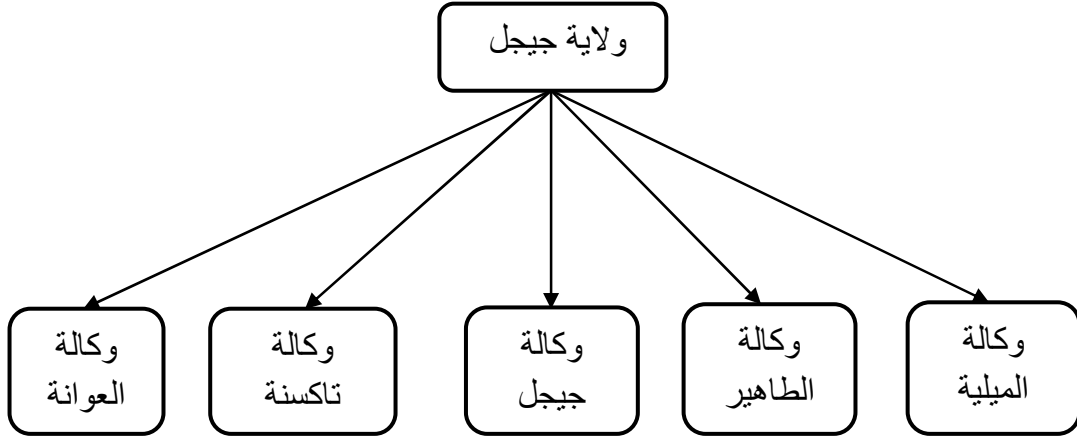 ولاية جيجل
وكالة
الميلية
وكالة
الطاهير
وكالة
جيجل
وكالة
تاكسنة
وكالة
العوانة